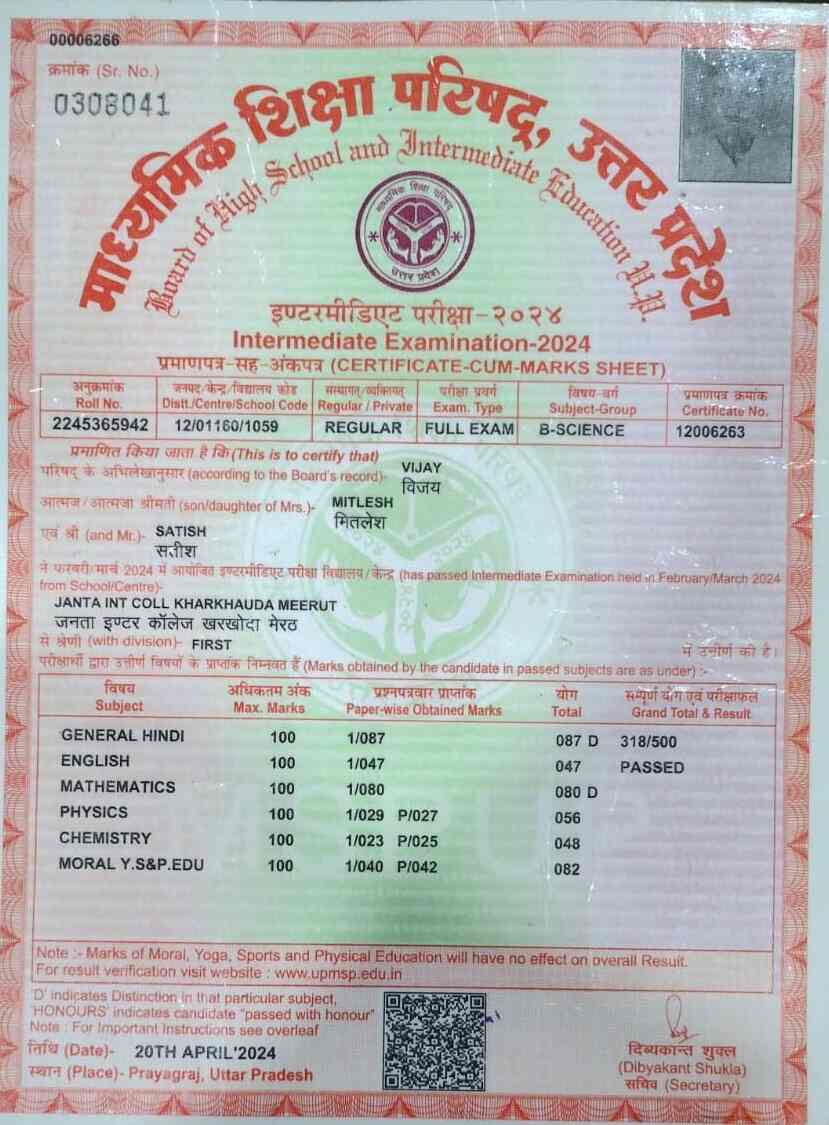 00006266
क्रमांक (Sr. No.)
0308041
माध्यमिक शिक्षा परिषद्, उत्तर प्रदेश
Board of High School and Intermediate Education U.P.
माध्यमिक शिक्षा परिषद्
उत्तर प्रदेश
इण्टरमीडिएट परीक्षा-२०२४
Intermediate Examination-2024
प्रमाणपत्र-सह-अंकपत्र (CERTIFICATE-CUM-MARKS SHEET)
अनुक्रमांक जनपद/केन्द्र/विद्यालय कोड संस्थागत/व्यक्तिगत परीक्षा प्रवर्ग विषय-वर्ग प्रमाणपत्र क्रमांक
Roll No. Distt./Centre/School Code Regular / Private Exam. Type Subject-Group Certificate No.
2245365942 12/01160/1059 REGULAR FULL EXAM B-SCIENCE 12006263
प्रमाणित किया जाता है कि (This is to certify that)
परिषद् के अभिलेखानुसार (according to the Board's record)- VIJAY
विजय
आत्मज/आत्मजा श्रीमती (son/daughter of Mrs.)- MITLESH
मितलेश
एवं श्री (and Mr.)- SATISH
सतीश
ने फरवरी/मार्च 2024 में आयोजित इण्टरमीडिएट परीक्षा विद्यालय/केन्द्र (has passed Intermediate Examination held in February/March 2024
from School/Centre)-
JANTA INT COLL KHARKHAUDA MEERUT
जनता इण्टर कॉलेज खरखोदा मेरठ
से श्रेणी (with division)- FIRST में उत्तीर्ण की है।
परीक्षार्थी द्वारा उत्तीर्ण विषयों के प्राप्तांक निम्नवत हैं (Marks obtained by the candidate in passed subjects are as under) :-
विषय अधिकतम अंक प्रश्नपत्रवार प्राप्तांक योग सम्पूर्ण योग एवं परीक्षाफल
Subject Max. Marks Paper-wise Obtained Marks Total Grand Total & Result
GENERAL HINDI 100 1/087 087 D 318/500
ENGLISH 100 1/047 047 PASSED
MATHEMATICS 100 1/080 080 D
PHYSICS 100 1/029 P/027 056
CHEMISTRY 100 1/023 P/025 048
MORAL Y.S&P.EDU 100 1/040 P/042 082
Note :- Marks of Moral, Yoga, Sports and Physical Education will have no effect on overall Result.
For result verification visit website : www.upmsp.edu.in
'D' indicates Distinction in that particular subject,
'HONOURS' indicates candidate "passed with honour"
Note : For Important Instructions see overleaf
तिथि (Date)- 20TH APRIL'2024
स्थान (Place)- Prayagraj, Uttar Pradesh
दिब्यकान्त शुक्ल
(Dibyakant Shukla)
सचिव (Secretary)